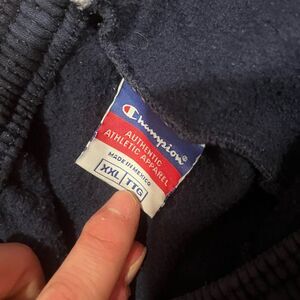 Champion
AUTHENTIC
ATHLETIC APPAREL
MADE IN MEXICO
XXL TTG